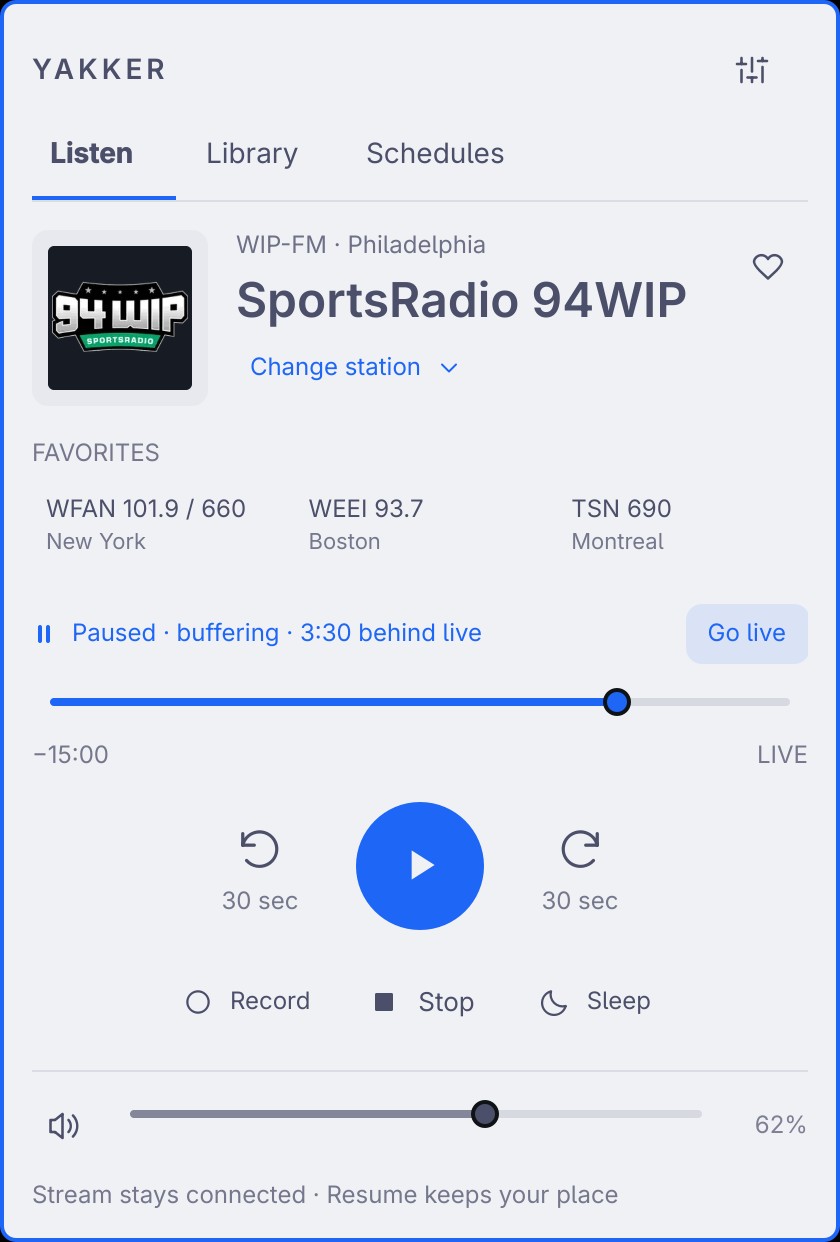 YAKKER
Listen Library Schedules
WIP-FM · Philadelphia
SportsRadio 94WIP
94 WIP
SPORTSRADIO
Change station
FAVORITES
WFAN 101.9 / 660 WEEI 93.7 TSN 690
New York Boston Montreal
Paused · buffering · 3:30 behind live Go live
−15:00 LIVE
30 sec 30 sec
Record Stop Sleep
62%
Stream stays connected · Resume keeps your place